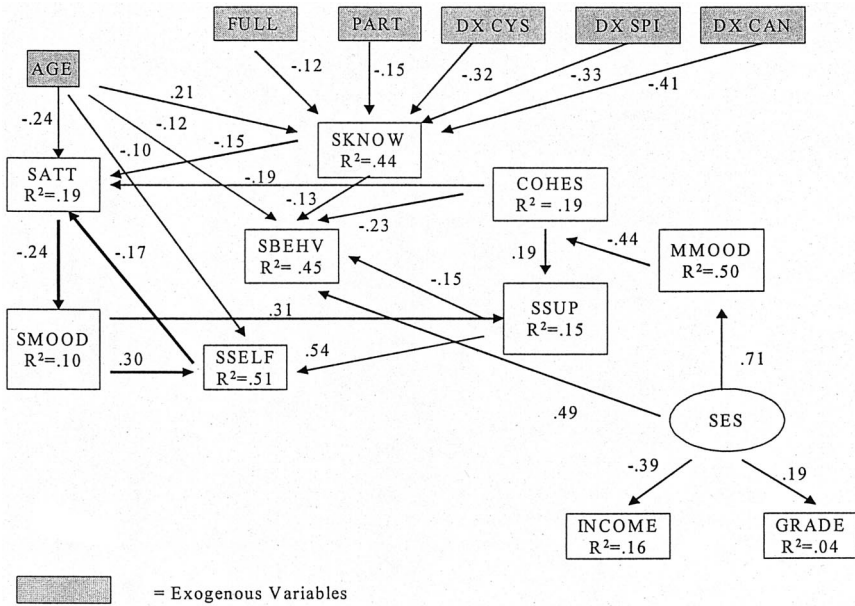 FULL PART DX CYS DX SPI DX CAN
AGE
-.12 -.15 -.32 -.33 -.41
.21
-.24 -.12
-.10 -.15
SKNOW
R²=.44
SATT
R²=.19
-.19
COHES
R² = .19
-.13
-.23
SBEHV
R²= .45
-.24 -.17
.19
-.44
MMOOD
R²=.50
-.15
SSUP
R²=.15
.31
SMOOD
R²=.10
.30
SSELF
R²=.51
.54
.71
.49
SES
-.39 .19
INCOME
R²=.16
GRADE
R²=.04
= Exogenous Variables